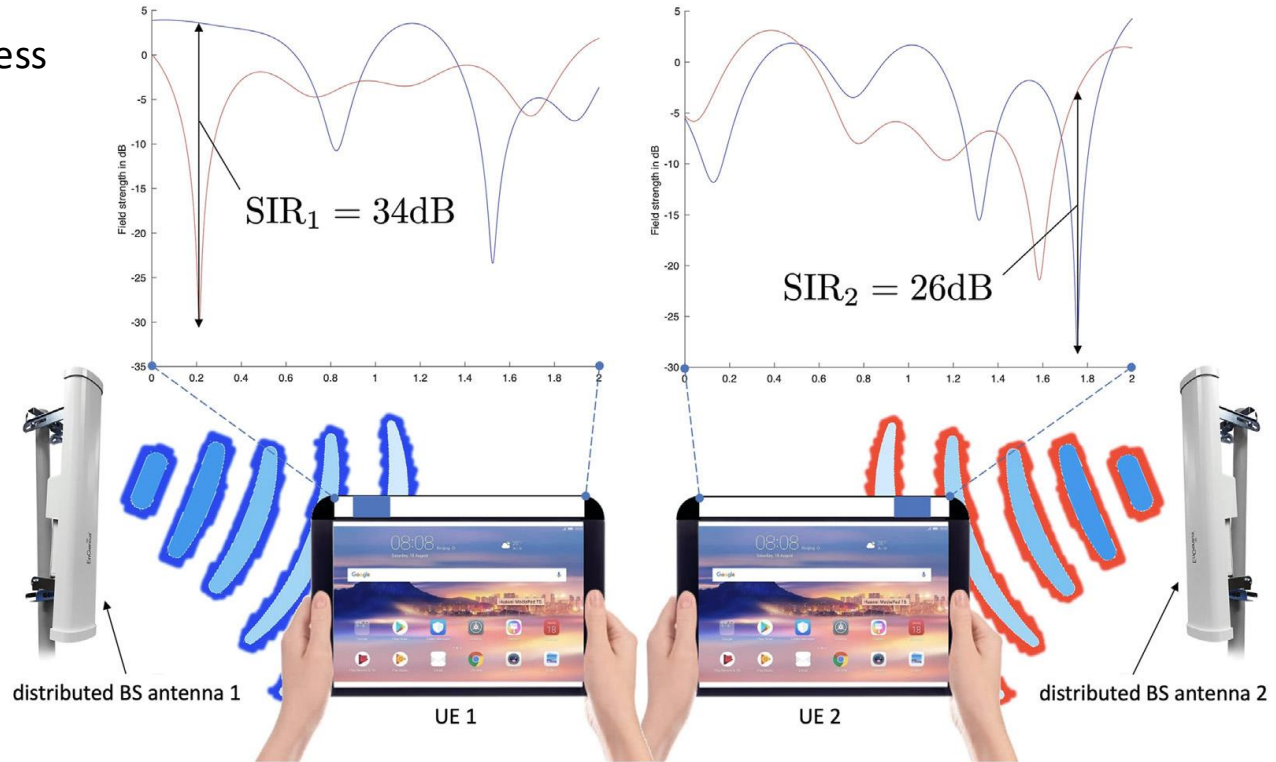 ess
5
0
-5
-10
-15
-20
-25
-30
-35
Field strength in dB
SIR1 = 34dB
0 0.2 0.4 0.6 0.8 1 1.2 1.4 1.6 1.8 2
5
0
-5
-10
-15
-20
-25
-30
Field strength in dB
SIR2 = 26dB
0 0.2 0.4 0.6 0.8 1 1.2 1.4 1.6 1.8 2
EnGenius
EnGenius
08:08
Google
18
08:08
Google
18
distributed BS antenna 1
UE 1
UE 2
distributed BS antenna 2